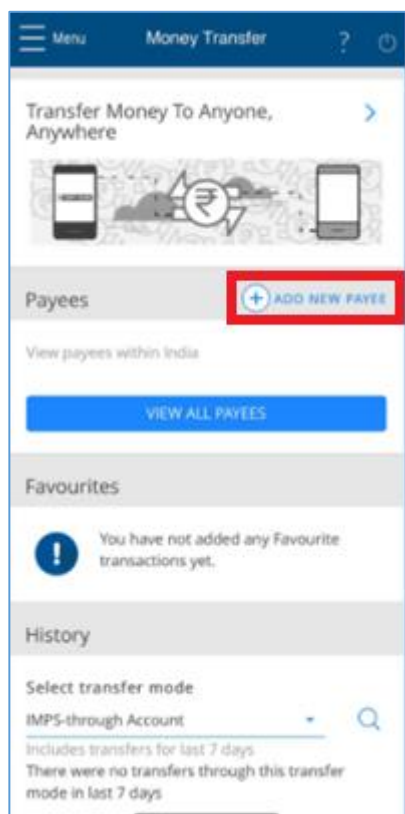 Menu Money Transfer ?
Transfer Money To Anyone,
Anywhere
₹
Payees + ADD NEW PAYEE
View payees within India
VIEW ALL PAYEES
Favourites
! You have not added any Favourite
transactions yet.
History
Select transfer mode
IMPS-through Account
Includes transfers for last 7 days
There were no transfers through this transfer
mode in last 7 days